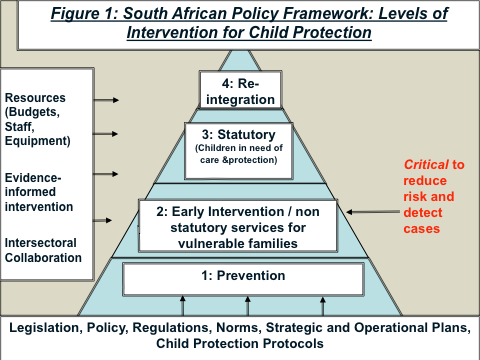 Figure 1: South African Policy Framework: Levels of
Intervention for Child Protection
4: Re-
integration
Resources
(Budgets,
Staff,
Equipment)
Evidence-
informed
intervention
Intersectoral
Collaboration
3: Statutory
(Children in need of
care &protection)
2: Early Intervention / non
statutory services for
vulnerable families
Critical to
reduce
risk and
detect
cases
1: Prevention
Legislation, Policy, Regulations, Norms, Strategic and Operational Plans,
Child Protection Protocols